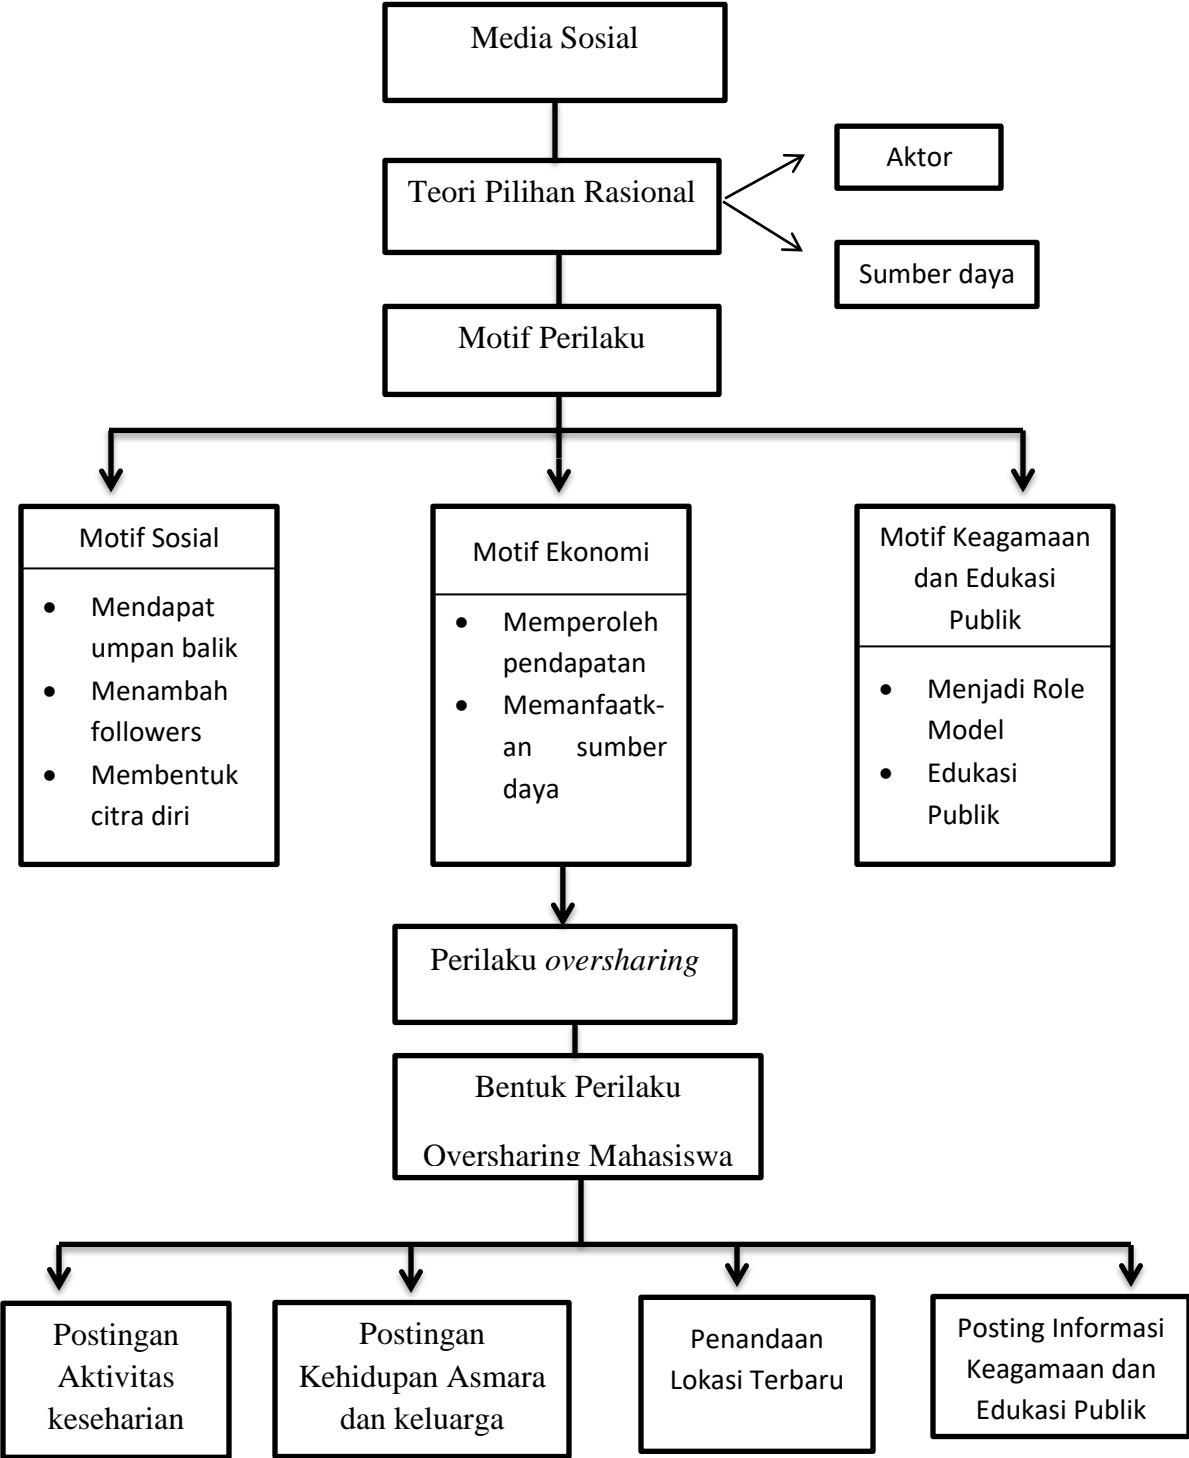 Media Sosial
Teori Pilihan Rasional
Aktor
Sumber daya
Motif Perilaku
Motif Sosial
• Mendapat
umpan balik
• Menambah
followers
• Membentuk
citra diri
Motif Ekonomi
• Memperoleh
pendapatan
• Memanfaatk-
an sumber
daya
Motif Keagamaan
dan Edukasi
Publik
• Menjadi Role
Model
• Edukasi
Publik
Perilaku oversharing
Bentuk Perilaku
Oversharing Mahasiswa
Postingan
Aktivitas
keseharian
Postingan
Kehidupan Asmara
dan keluarga
Penandaan
Lokasi Terbaru
Posting Informasi
Keagamaan dan
Edukasi Publik